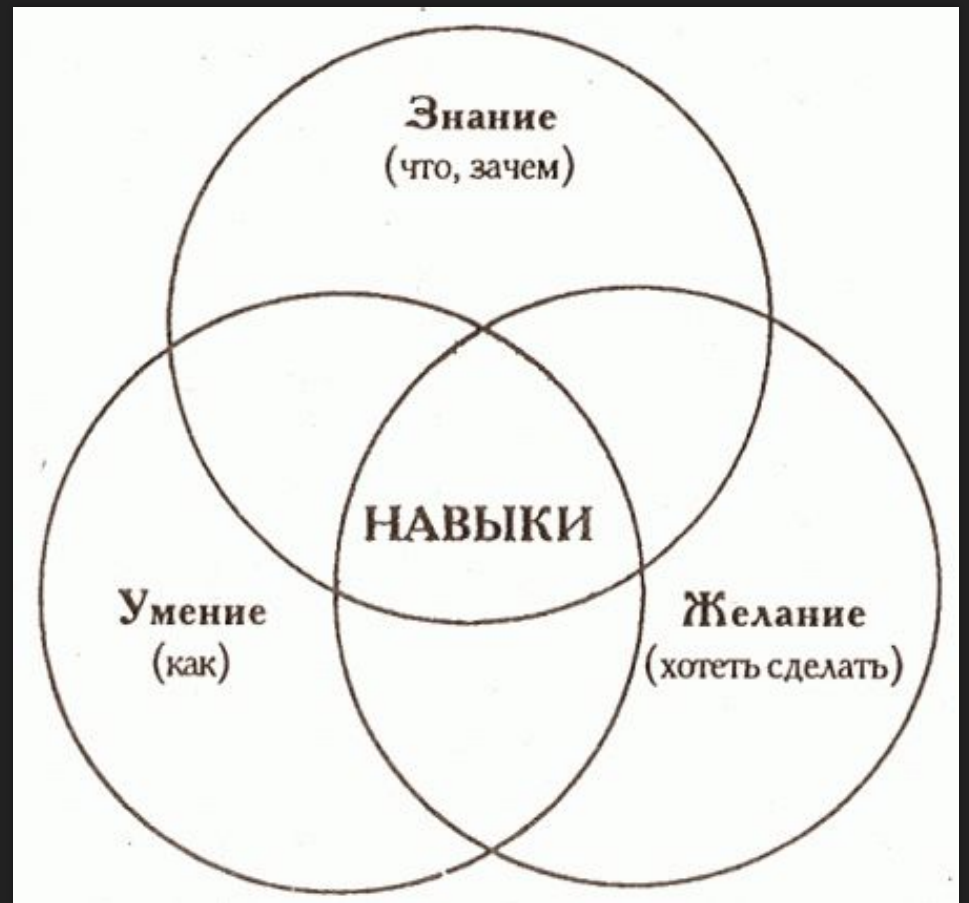 Знание
(что, зачем)
НАВЫКИ
Умение
(как)
Желание
(хотеть сделать)